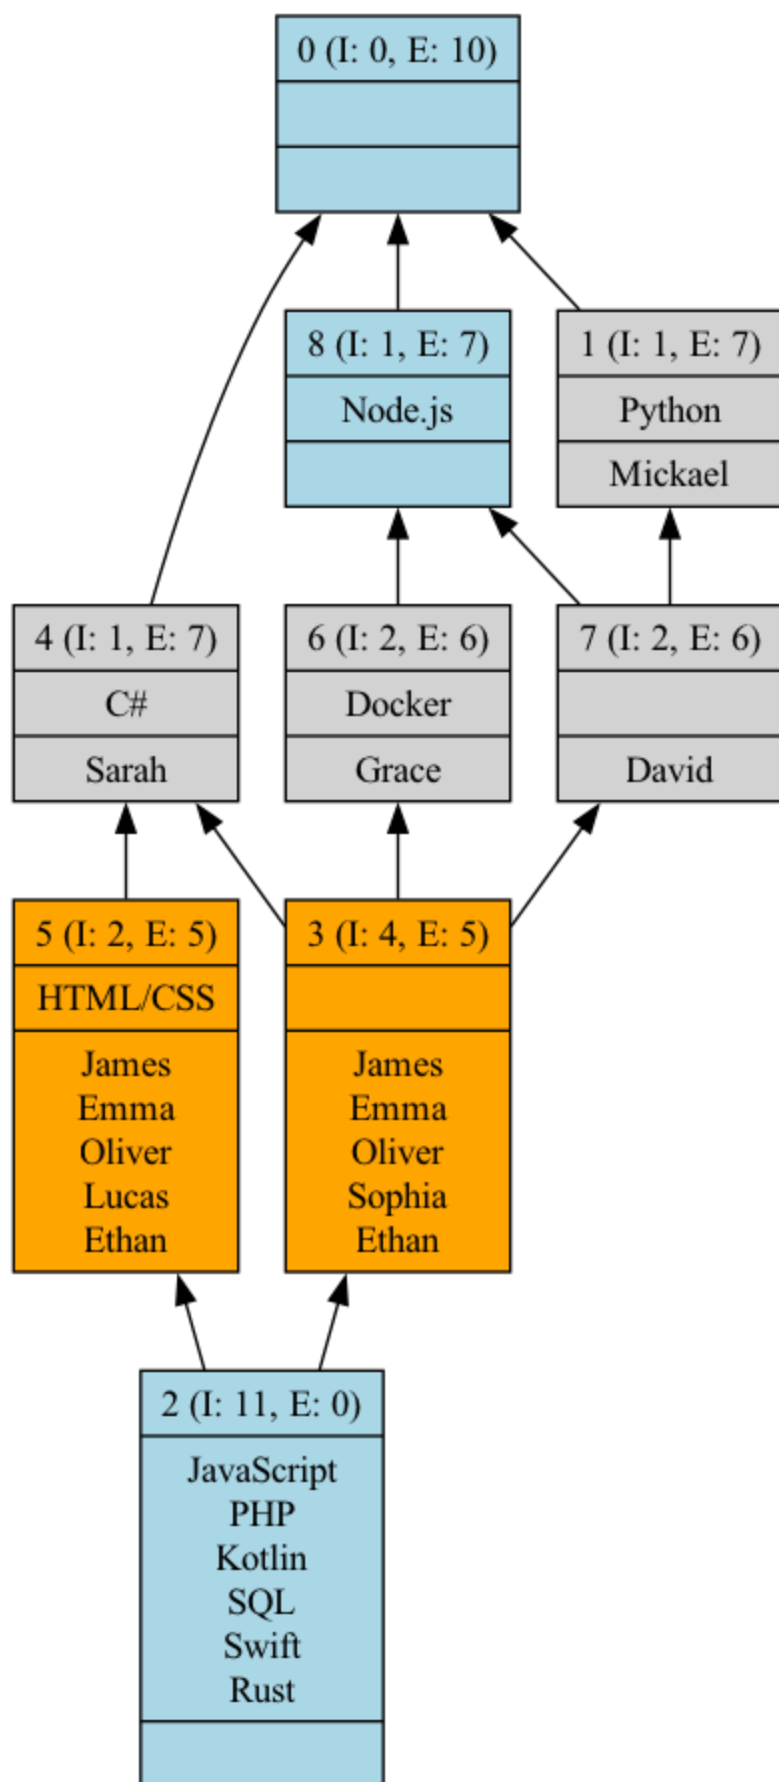 0 (I: 0, E: 10)
8 (I: 1, E: 7)
Node.js
1 (I: 1, E: 7)
Python
Mickael
4 (I: 1, E: 7)
C#
Sarah
6 (I: 2, E: 6)
Docker
Grace
7 (I: 2, E: 6)
David
5 (I: 2, E: 5)
HTML/CSS
James
Emma
Oliver
Lucas
Ethan
3 (I: 4, E: 5)
James
Emma
Oliver
Sophia
Ethan
2 (I: 11, E: 0)
JavaScript
PHP
Kotlin
SQL
Swift
Rust